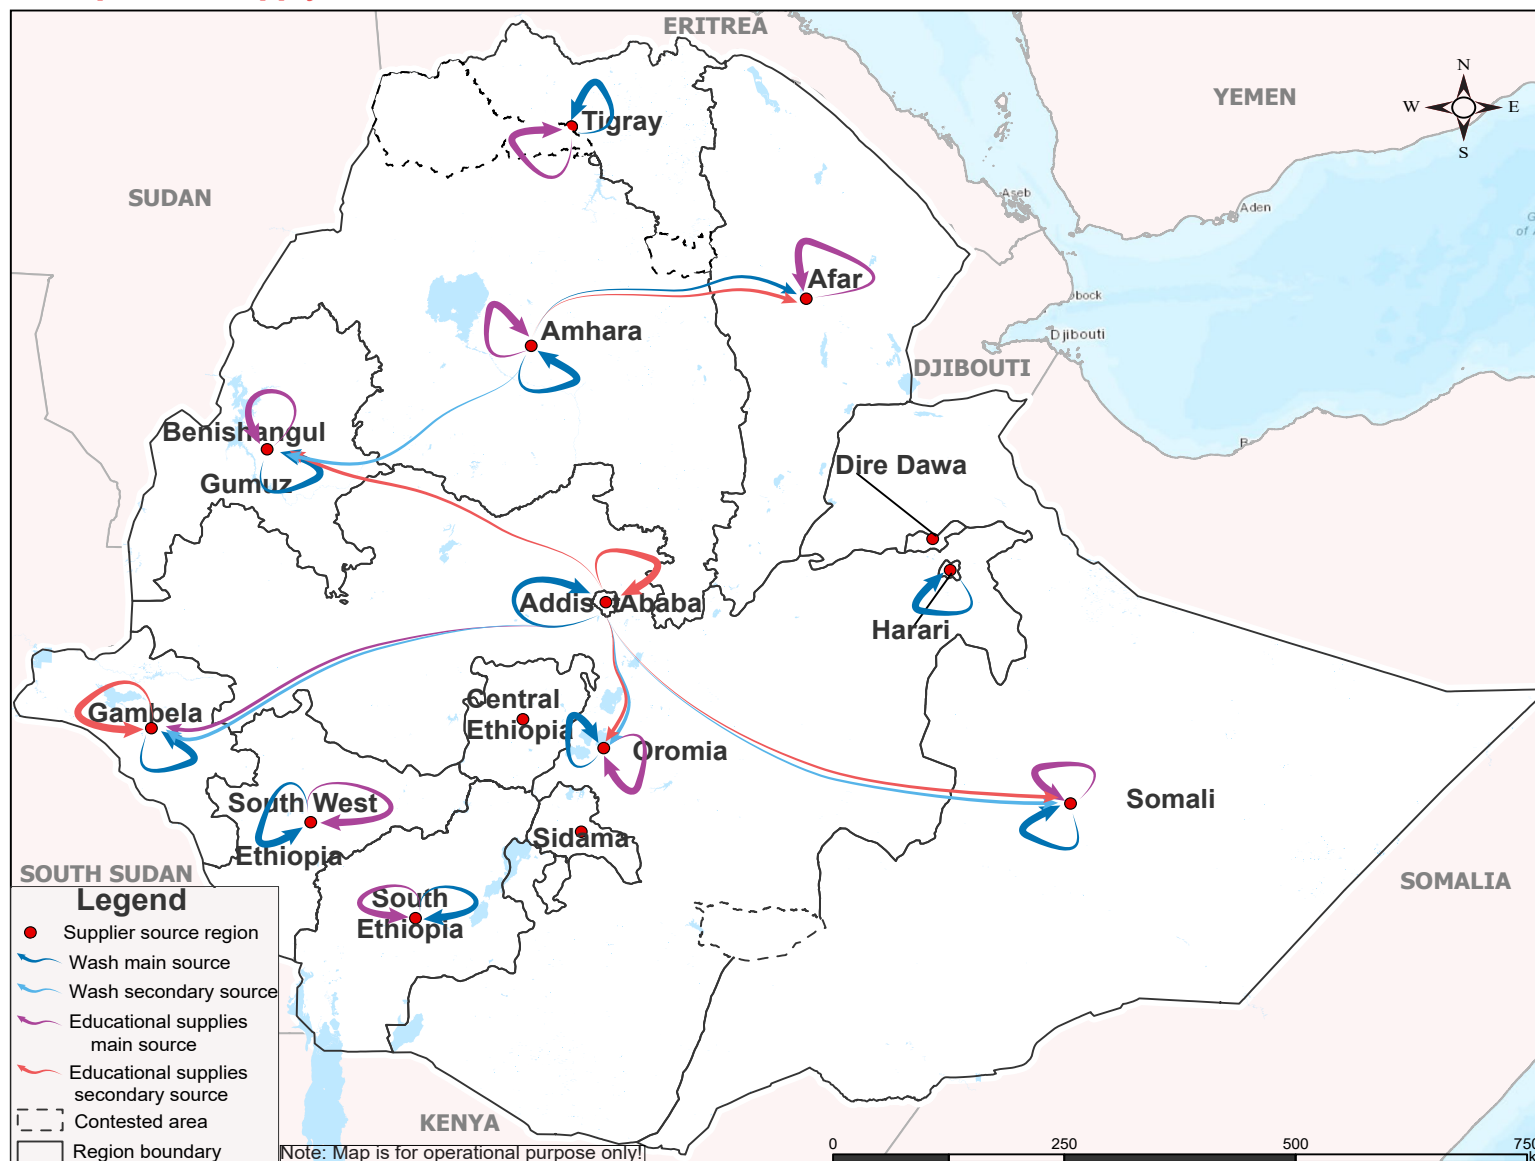 ERITREA
YEMEN
N
W E
S
Tigray
SUDAN
Aseb
Aden
Afar
bock
Amhara
Djibouti
DJIBOUTI
Benishangul
Gumuz
Dire Dawa
Addis Ababa
Harari
Gambela
Central
Ethiopia
Oromia
South West
Ethiopia
Somali
Sidama
SOUTH SUDAN
SOMALIA
South
Ethiopia
Legend
Supplier source region
Wash main source
Wash secondary source
Educational supplies
main source
Educational supplies
secondary source
Contested area
Region boundary
KENYA
Note: Map is for operational purpose only!
0 250 500 750